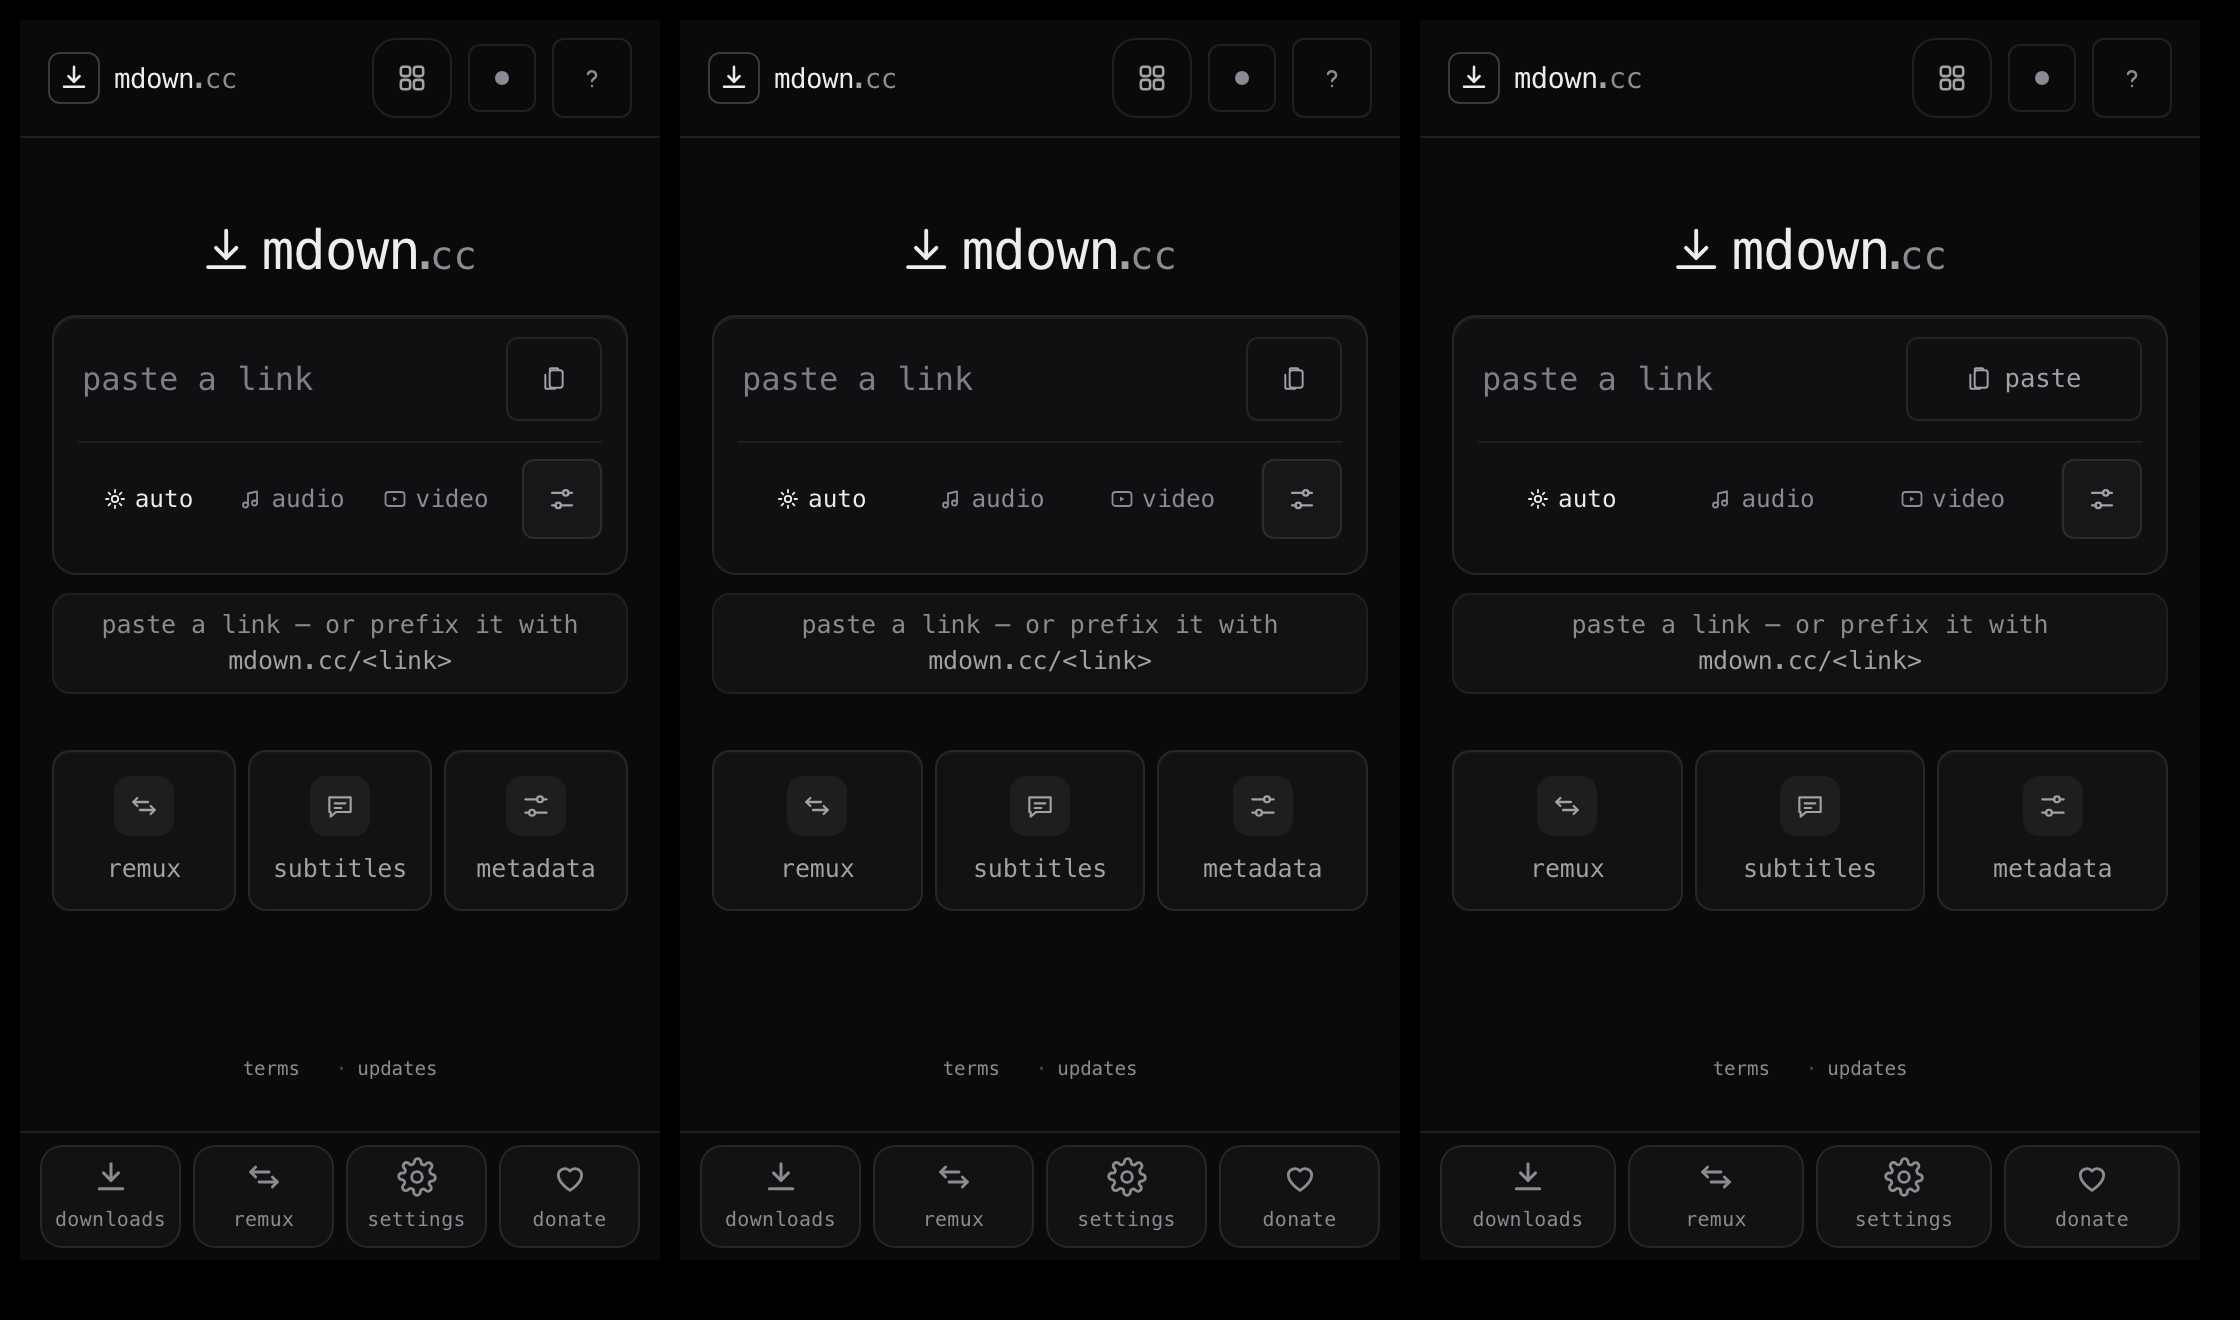 mdown.cc
?
mdown.cc
paste a link
auto audio video
paste a link — or prefix it with
mdown.cc/<link>
remux subtitles metadata
terms · updates
downloads remux settings donate
mdown.cc
?
mdown.cc
paste a link
auto audio video
paste a link — or prefix it with
mdown.cc/<link>
remux subtitles metadata
terms · updates
downloads remux settings donate
mdown.cc
?
mdown.cc
paste a link paste
auto audio video
paste a link — or prefix it with
mdown.cc/<link>
remux subtitles metadata
terms · updates
downloads remux settings donate